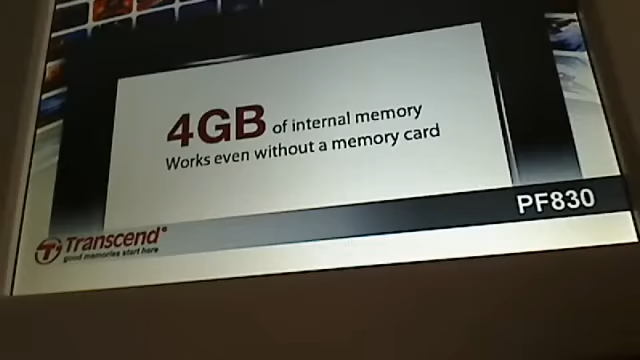 4GB of internal memory
Works even without a memory card
PF830
Transcend®
good memories start here